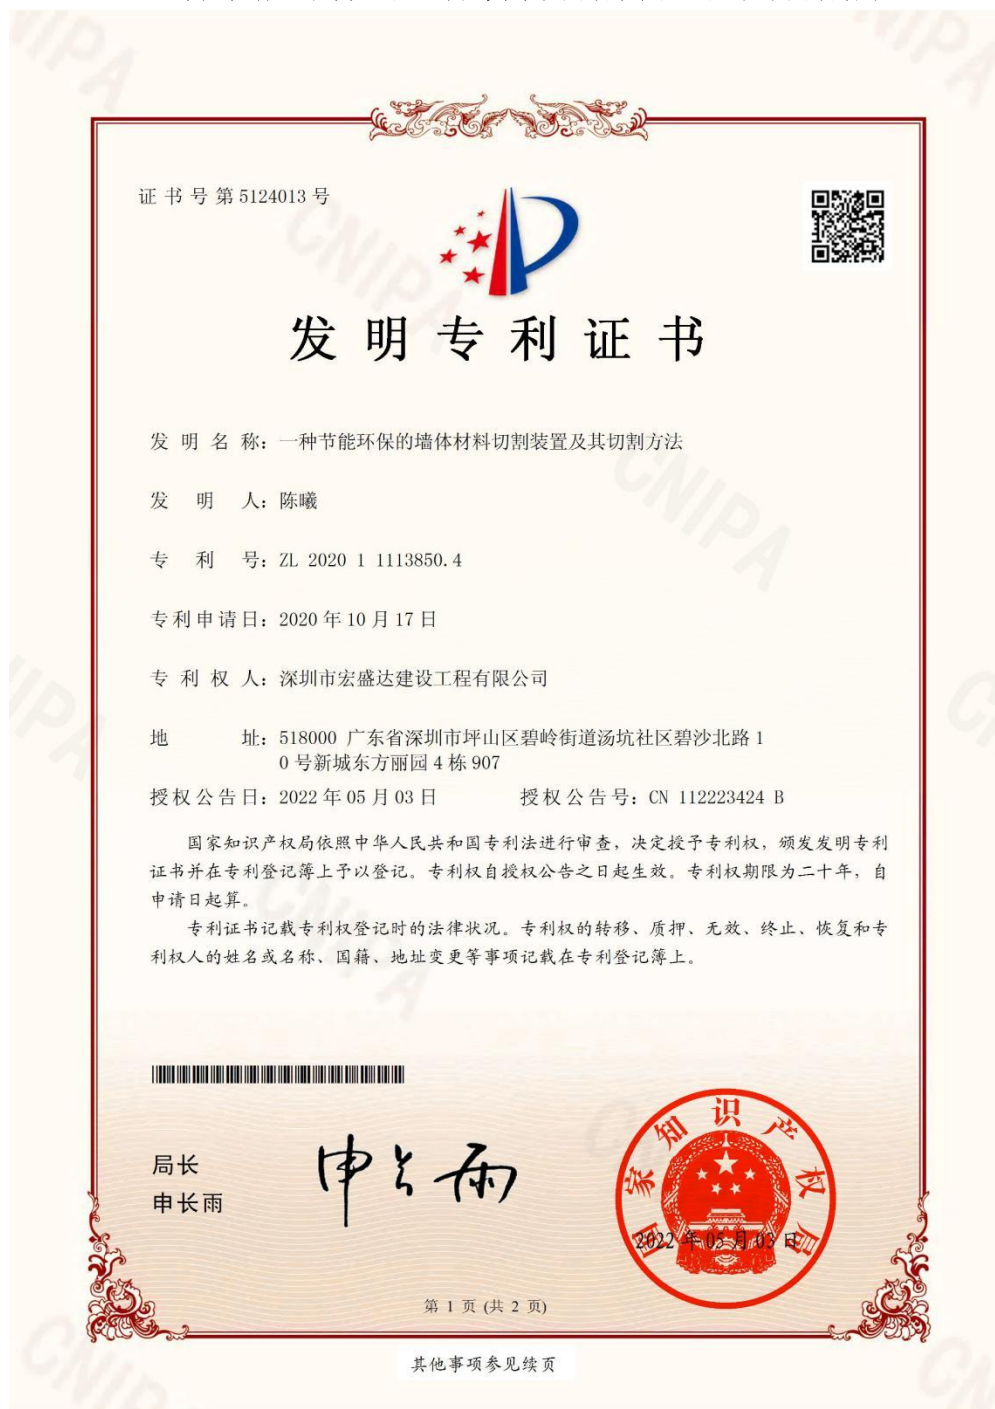 证书号第5124013号
发明专利证书
发明名称：一种节能环保的墙体材料切割装置及其切割方法
发明人：陈曦
专利号：ZL 2020 1 1113850.4
专利申请日：2020年10月17日
专利权人：深圳市宏盛达建设工程有限公司
地址：518000 广东省深圳市坪山区碧岭街道汤坑社区碧沙北路1
0号新城东方丽园4栋907
授权公告日：2022年05月03日 授权公告号：CN 112223424 B
国家知识产权局依照中华人民共和国专利法进行审查，决定授予专利权，颁发发明专利
证书并在专利登记簿上予以登记。专利权自授权公告之日起生效。专利权期限为二十年，自
申请日起算。
专利证书记载专利权登记时的法律状况。专利权的转移、质押、无效、终止、恢复和专
利权人的姓名或名称、国籍、地址变更等事项记载在专利登记簿上。
局长
申长雨
申长雨
国家知识产权局
2022年05月03日
第 1 页 (共 2 页)
其他事项参见续页
CNIPA